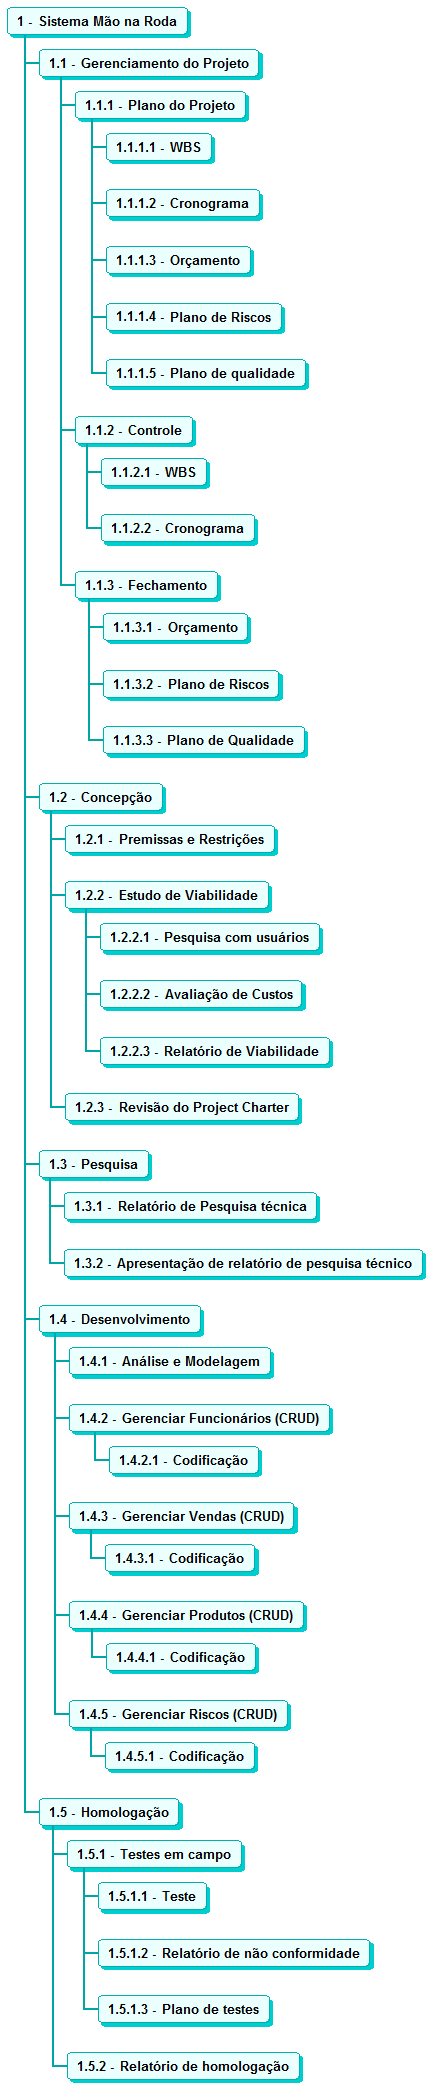 1 - Sistema Mão na Roda
1.1 - Gerenciamento do Projeto
1.1.1 - Plano do Projeto
1.1.1.1 - WBS
1.1.1.2 - Cronograma
1.1.1.3 - Orçamento
1.1.1.4 - Plano de Riscos
1.1.1.5 - Plano de qualidade
1.1.2 - Controle
1.1.2.1 - WBS
1.1.2.2 - Cronograma
1.1.3 - Fechamento
1.1.3.1 - Orçamento
1.1.3.2 - Plano de Riscos
1.1.3.3 - Plano de Qualidade
1.2 - Concepção
1.2.1 - Premissas e Restrições
1.2.2 - Estudo de Viabilidade
1.2.2.1 - Pesquisa com usuários
1.2.2.2 - Avaliação de Custos
1.2.2.3 - Relatório de Viabilidade
1.2.3 - Revisão do Project Charter
1.3 - Pesquisa
1.3.1 - Relatório de Pesquisa técnica
1.3.2 - Apresentação de relatório de pesquisa técnico
1.4 - Desenvolvimento
1.4.1 - Análise e Modelagem
1.4.2 - Gerenciar Funcionários (CRUD)
1.4.2.1 - Codificação
1.4.3 - Gerenciar Vendas (CRUD)
1.4.3.1 - Codificação
1.4.4 - Gerenciar Produtos (CRUD)
1.4.4.1 - Codificação
1.4.5 - Gerenciar Riscos (CRUD)
1.4.5.1 - Codificação
1.5 - Homologação
1.5.1 - Testes em campo
1.5.1.1 - Teste
1.5.1.2 - Relatório de não conformidade
1.5.1.3 - Plano de testes
1.5.2 - Relatório de homologação